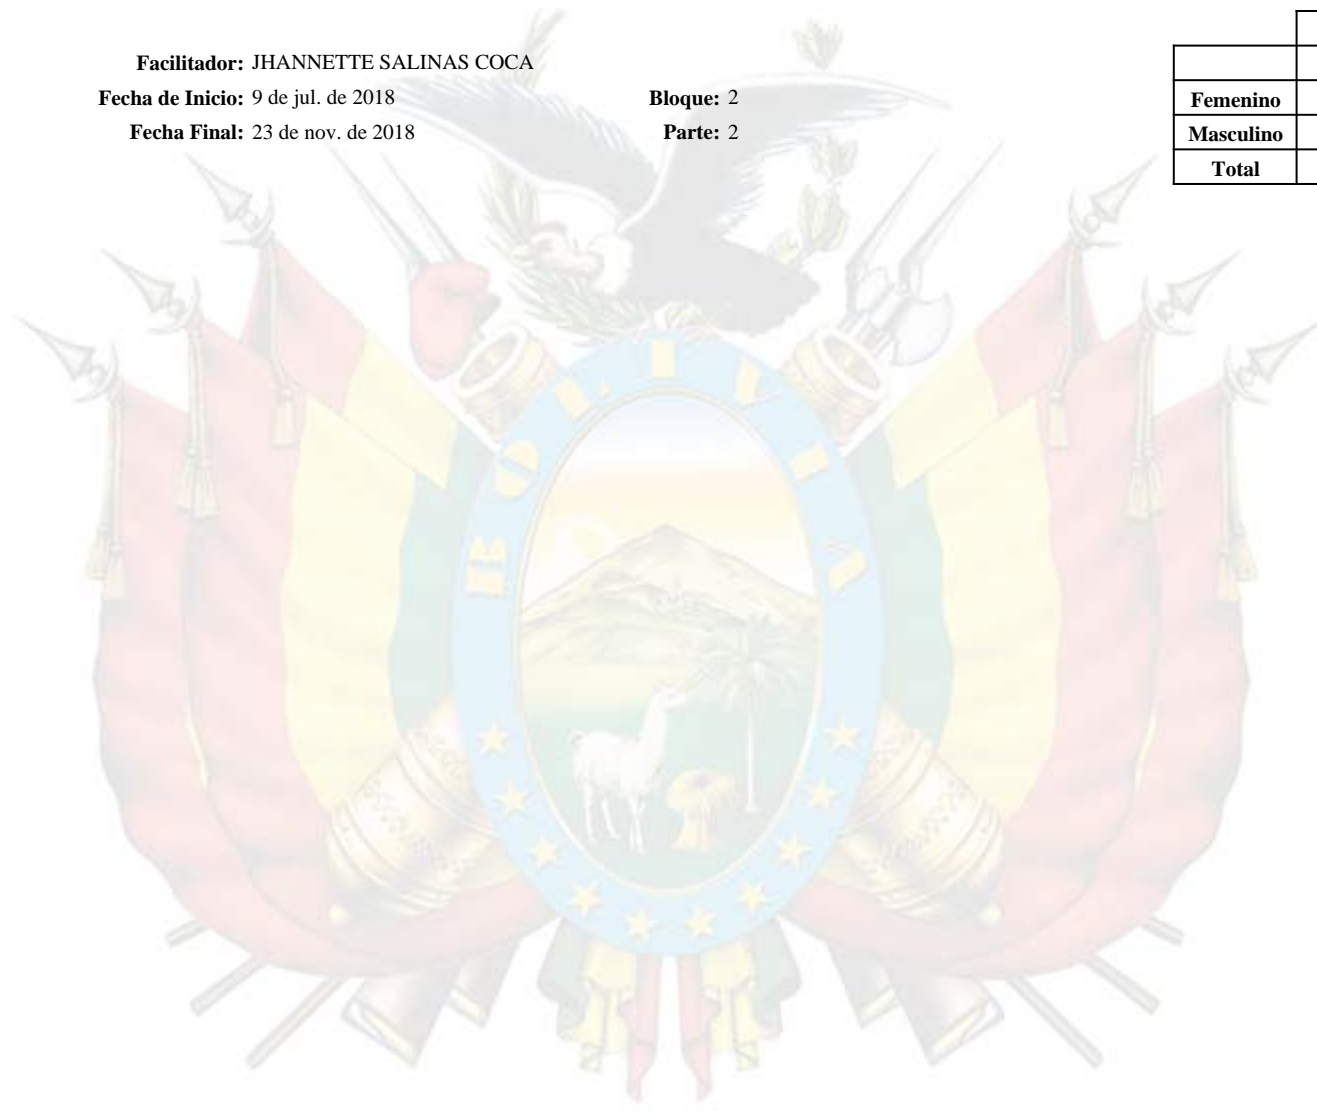 Facilitador: JHANNETTE SALINAS COCA
Fecha de Inicio: 9 de jul. de 2018 Bloque: 2
Fecha Final: 23 de nov. de 2018 Parte: 2
Femenino
Masculino
Total
BOLIVIA